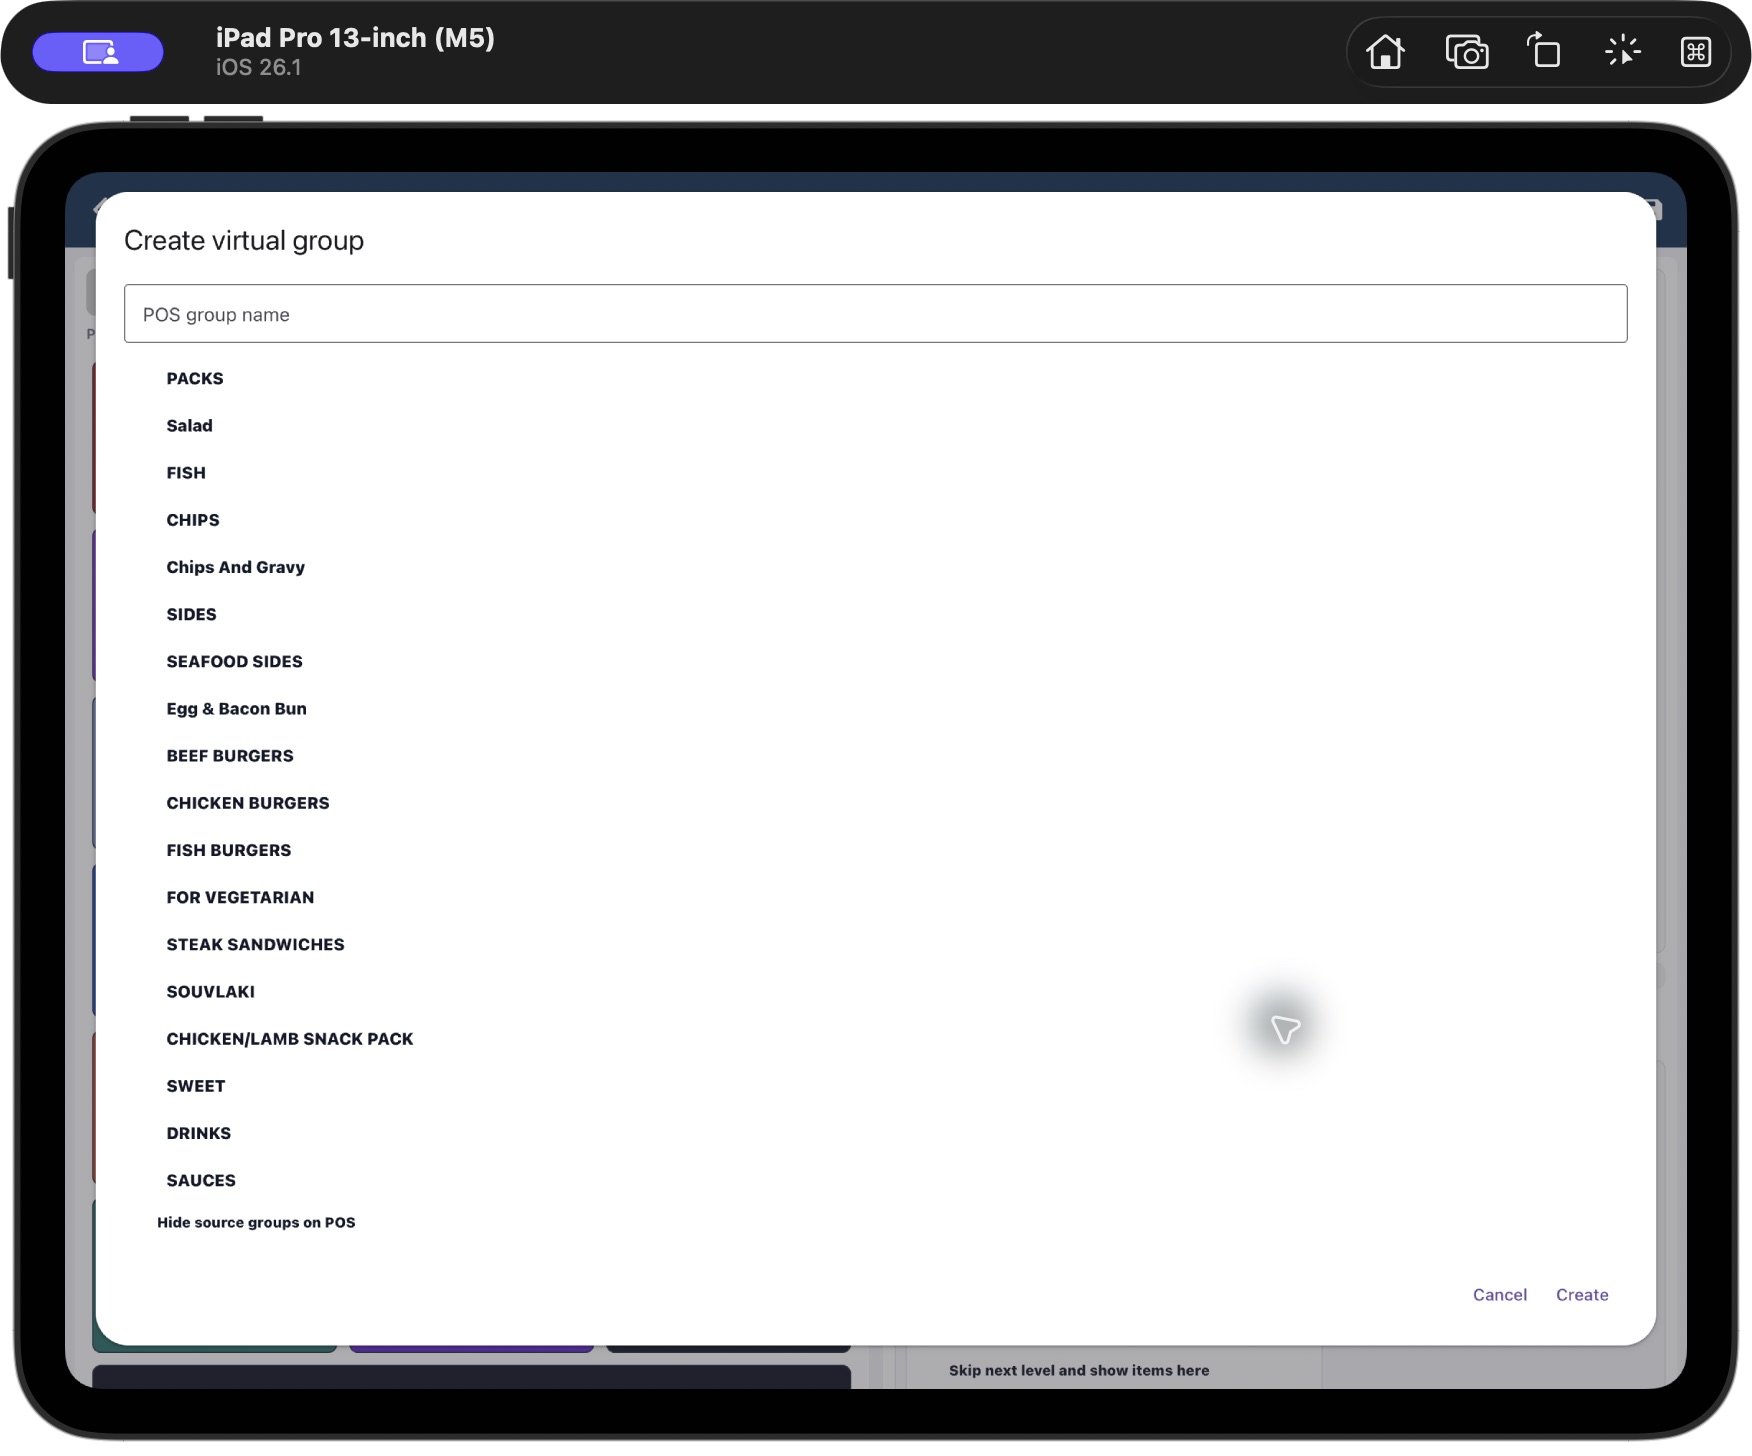 iPad Pro 13-inch (M5)
iOS 26.1
Create virtual group
POS group name
P
PACKS
Salad
FISH
CHIPS
Chips And Gravy
SIDES
SEAFOOD SIDES
Egg & Bacon Bun
BEEF BURGERS
CHICKEN BURGERS
FISH BURGERS
FOR VEGETARIAN
STEAK SANDWICHES
SOUVLAKI
CHICKEN/LAMB SNACK PACK
SWEET
DRINKS
SAUCES
Hide source groups on POS
Cancel Create
Skip next level and show items here